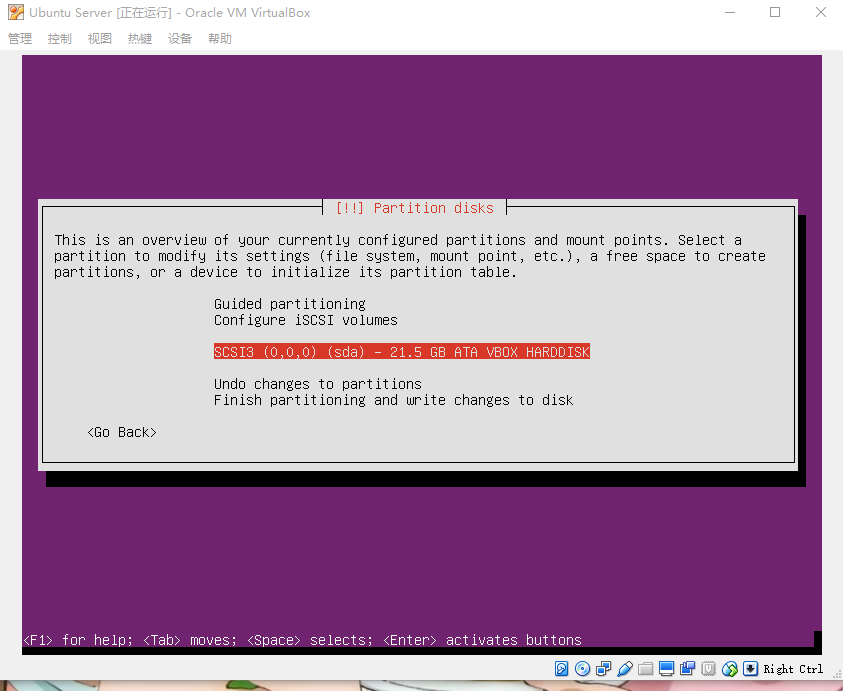 Ubuntu Server [正在运行] - Oracle VM VirtualBox
管理 控制 视图 热键 设备 帮助
[!!] Partition disks
This is an overview of your currently configured partitions and mount points. Select a
partition to modify its settings (file system, mount point, etc.), a free space to create
partitions, or a device to initialize its partition table.
Guided partitioning
Configure iSCSI volumes
SCSI3 (0,0,0) (sda) - 21.5 GB ATA VBOX HARDDISK
Undo changes to partitions
Finish partitioning and write changes to disk
<Go Back>
<F1> for help; <Tab> moves; <Space> selects; <Enter> activates buttons
Right Ctrl